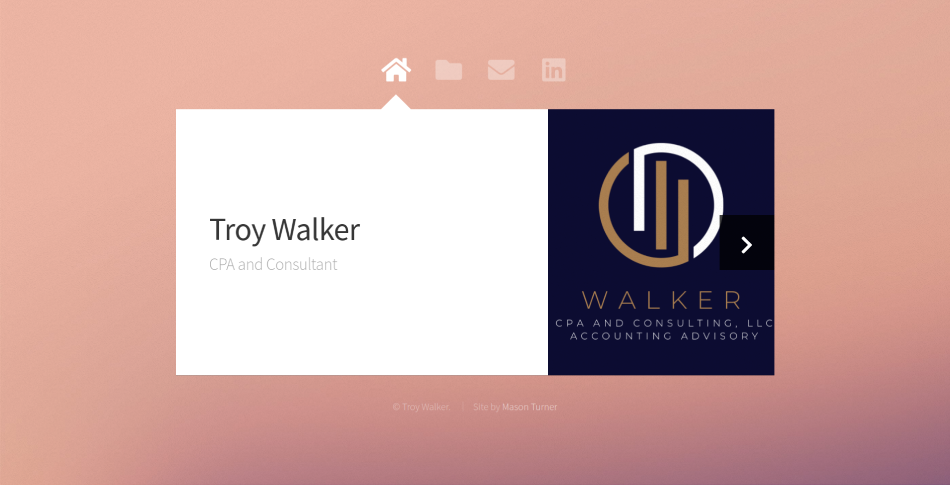 Troy Walker
CPA and Consultant
WALKER
CPA AND CONSULTING, LLC
ACCOUNTING ADVISORY
© Troy Walker. | Site by Mason Turner